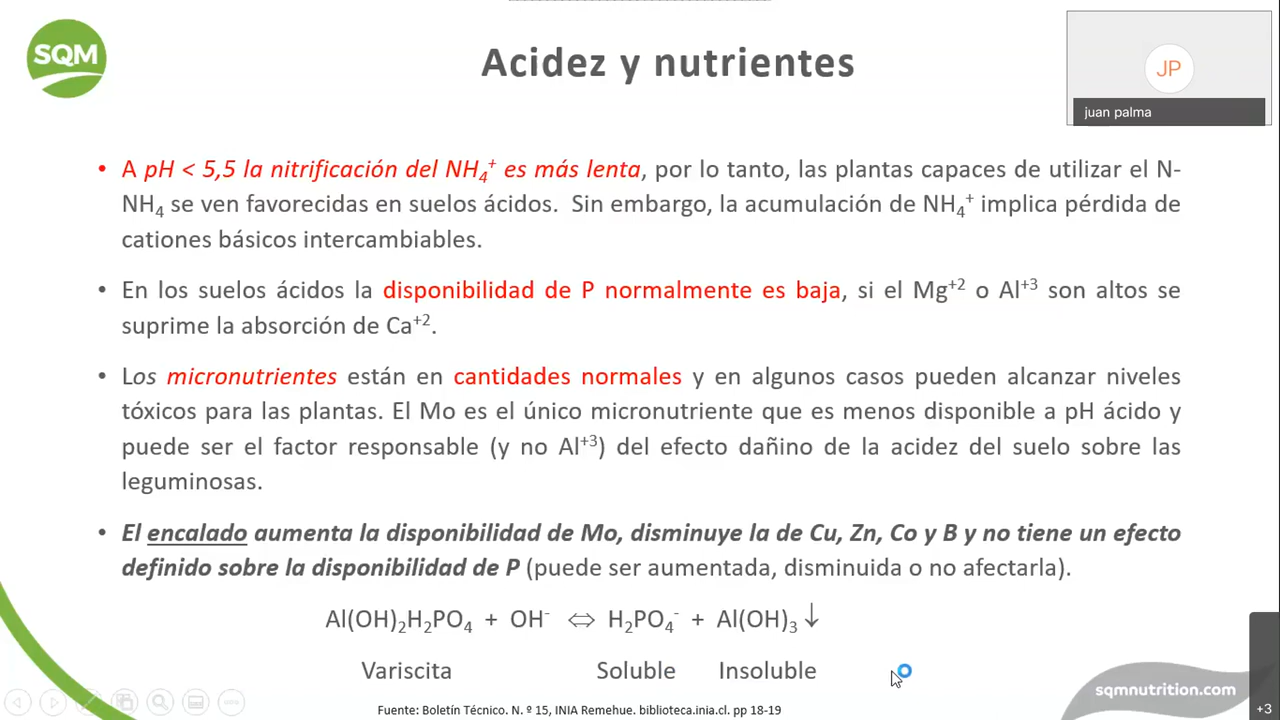 SQM
Acidez y nutrientes
JP
juan palma
• A pH < 5,5 la nitrificación del NH₄⁺ es más lenta, por lo tanto, las plantas capaces de utilizar el N-
NH₄ se ven favorecidas en suelos ácidos. Sin embargo, la acumulación de NH₄⁺ implica pérdida de
cationes básicos intercambiables.
• En los suelos ácidos la disponibilidad de P normalmente es baja, si el Mg⁺² o Al⁺³ son altos se
suprime la absorción de Ca⁺².
• Los micronutrientes están en cantidades normales y en algunos casos pueden alcanzar niveles
tóxicos para las plantas. El Mo es el único micronutriente que es menos disponible a pH ácido y
puede ser el factor responsable (y no Al⁺³) del efecto dañino de la acidez del suelo sobre las
leguminosas.
• El encalado aumenta la disponibilidad de Mo, disminuye la de Cu, Zn, Co y B y no tiene un efecto
definido sobre la disponibilidad de P (puede ser aumentada, disminuida o no afectarla).
Al(OH)₂H₂PO₄ + OH⁻ ⇔ H₂PO₄⁻ + Al(OH)₃ ↓
Variscita Soluble Insoluble
sqmnutrition.com
+3
Fuente: Boletín Técnico. N. º 15, INIA Remehue. biblioteca.inia.cl. pp 18-19